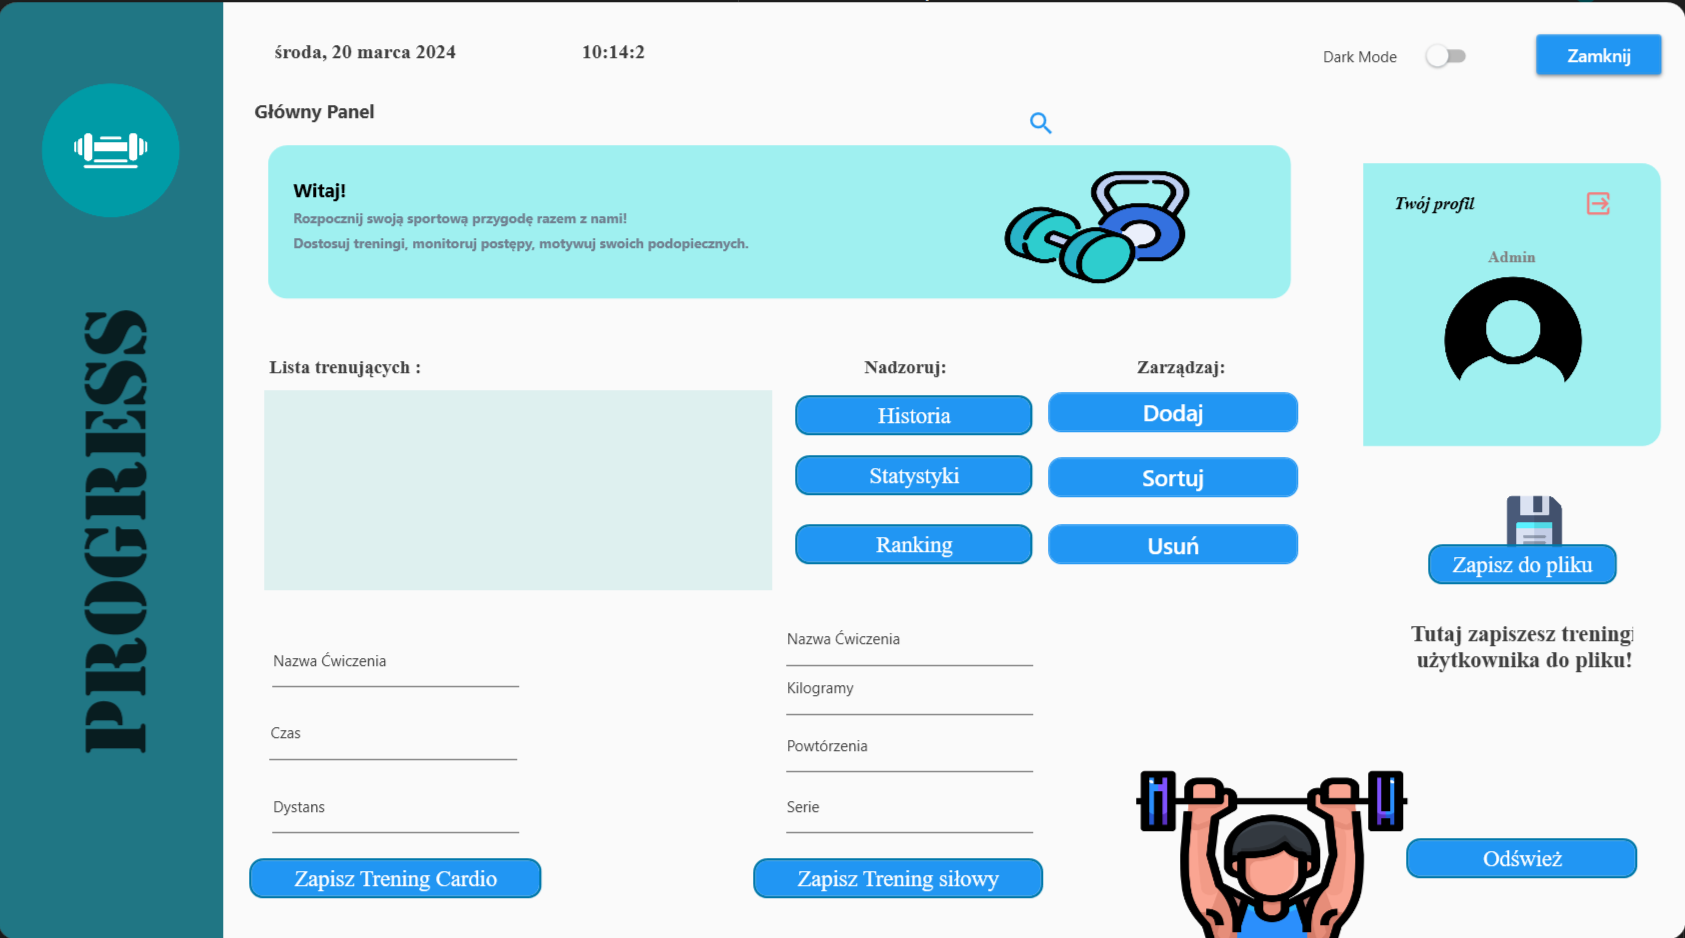 środa, 20 marca 2024
10:14:2
Dark Mode
Zamknij
Główny Panel
Witaj!
Rozpocznij swoją sportową przygodę razem z nami!
Dostosuj treningi, monitoruj postępy, motywuj swoich podopiecznych.
Twój profil
Admin
PROGRESS
Lista trenujących :
Nadzoruj:
Zarządzaj:
Historia
Dodaj
Statystyki
Sortuj
Ranking
Usuń
Zapisz do pliku
Tutaj zapiszesz treningi
użytkownika do pliku!
Nazwa Ćwiczenia
Czas
Dystans
Zapisz Trening Cardio
Nazwa Ćwiczenia
Kilogramy
Powtórzenia
Serie
Zapisz Trening siłowy
Odśwież